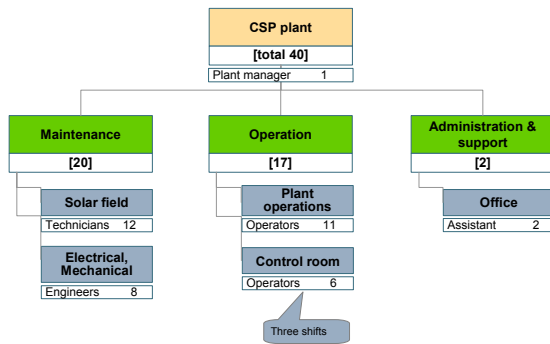 CSP plant
[total 40]
Plant manager 1
Maintenance
[20]
Operation
[17]
Administration &
support
[2]
Solar field
Technicians 12
Electrical,
Mechanical
Engineers 8
Plant
operations
Operators 11
Control room
Operators 6
Three shifts
Office
Assistant 2